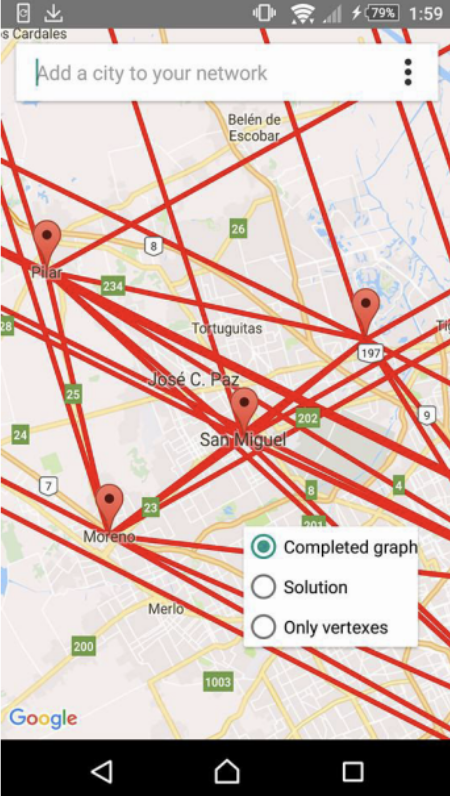 79% 1:59
os Cardales
Add a city to your network
Belén de
Escobar
26
8
Pilar
234
28
Tortuguitas
197
José C. Paz
25
202
9
San Miguel
24
7
8
4
23
201
Moreno
Completed graph
Solution
Merlo
Only vertexes
200
1003
Google